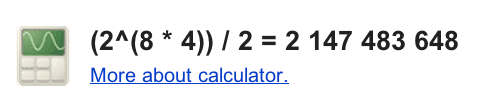 (2^(8 * 4)) / 2 = 2 147 483 648
More about calculator.